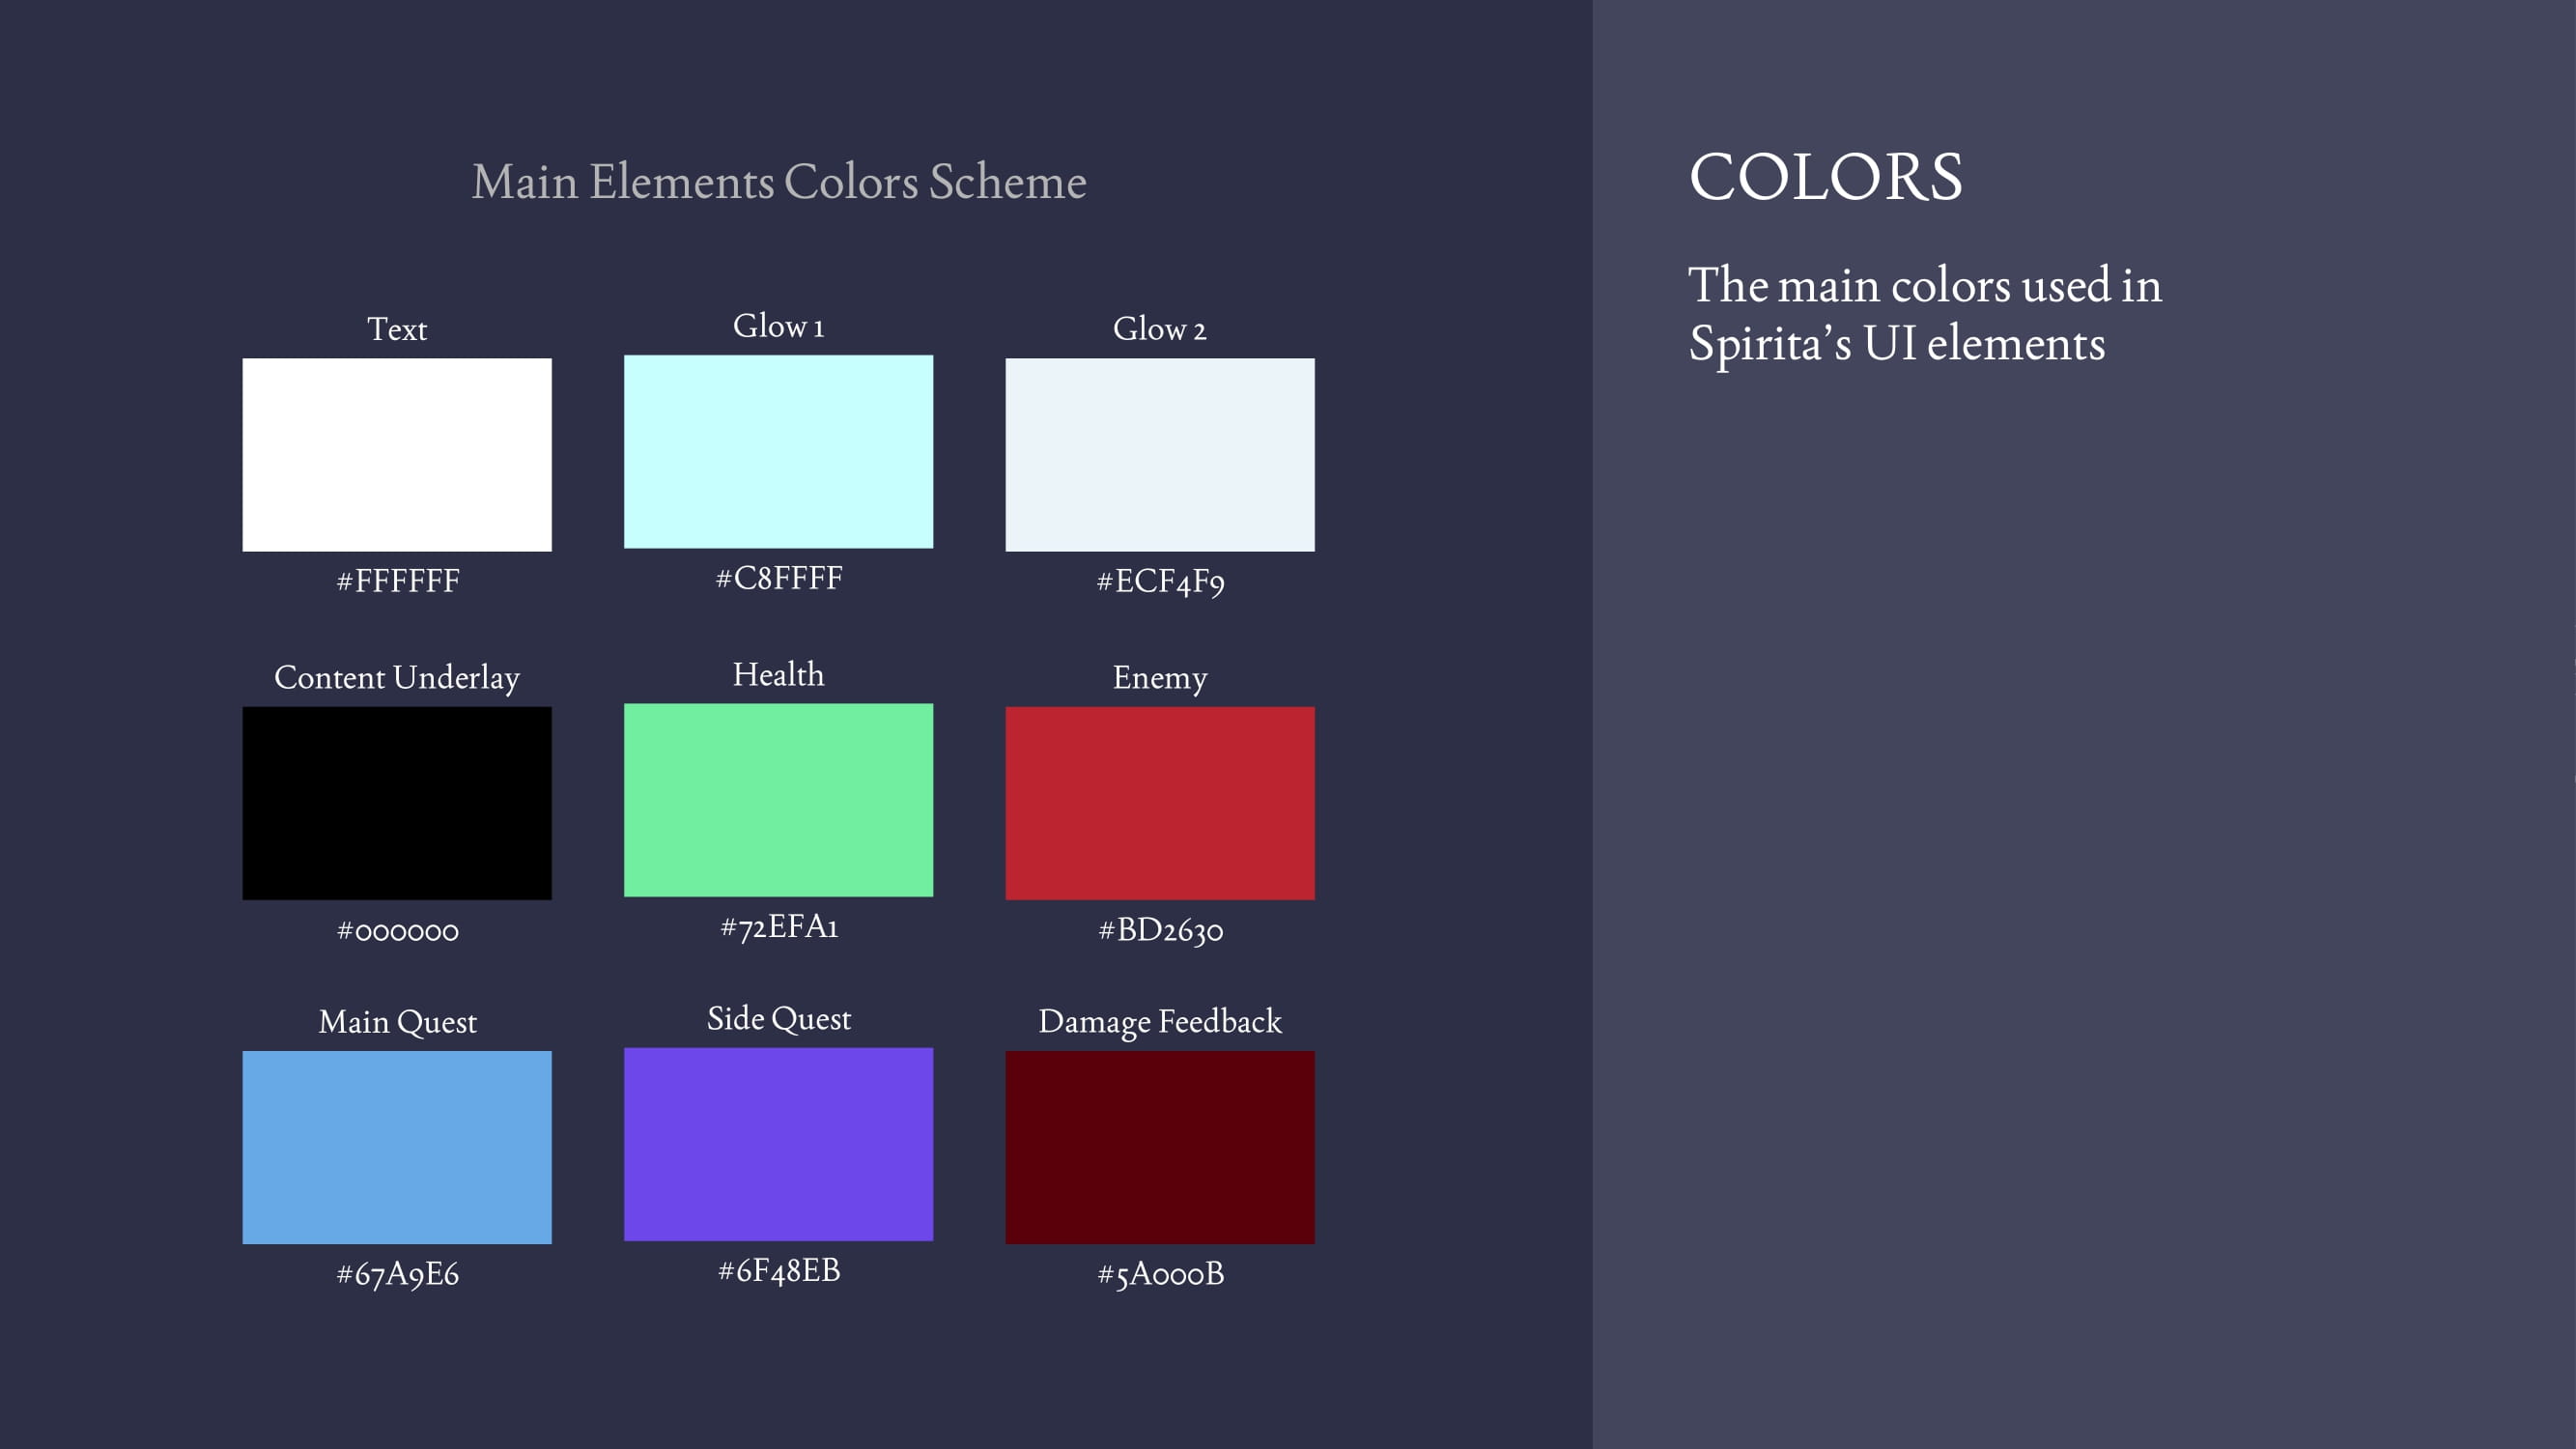 Main Elements Colors Scheme
Text
Glow 1
Glow 2
#FFFFFF
#C8FFFF
#ECF4F9
Content Underlay
Health
Enemy
#000000
#72EFA1
#BD2630
Main Quest
Side Quest
Damage Feedback
#67A9E6
#6F48EB
#5A000B
COLORS
The main colors used in
Spirita’s UI elements